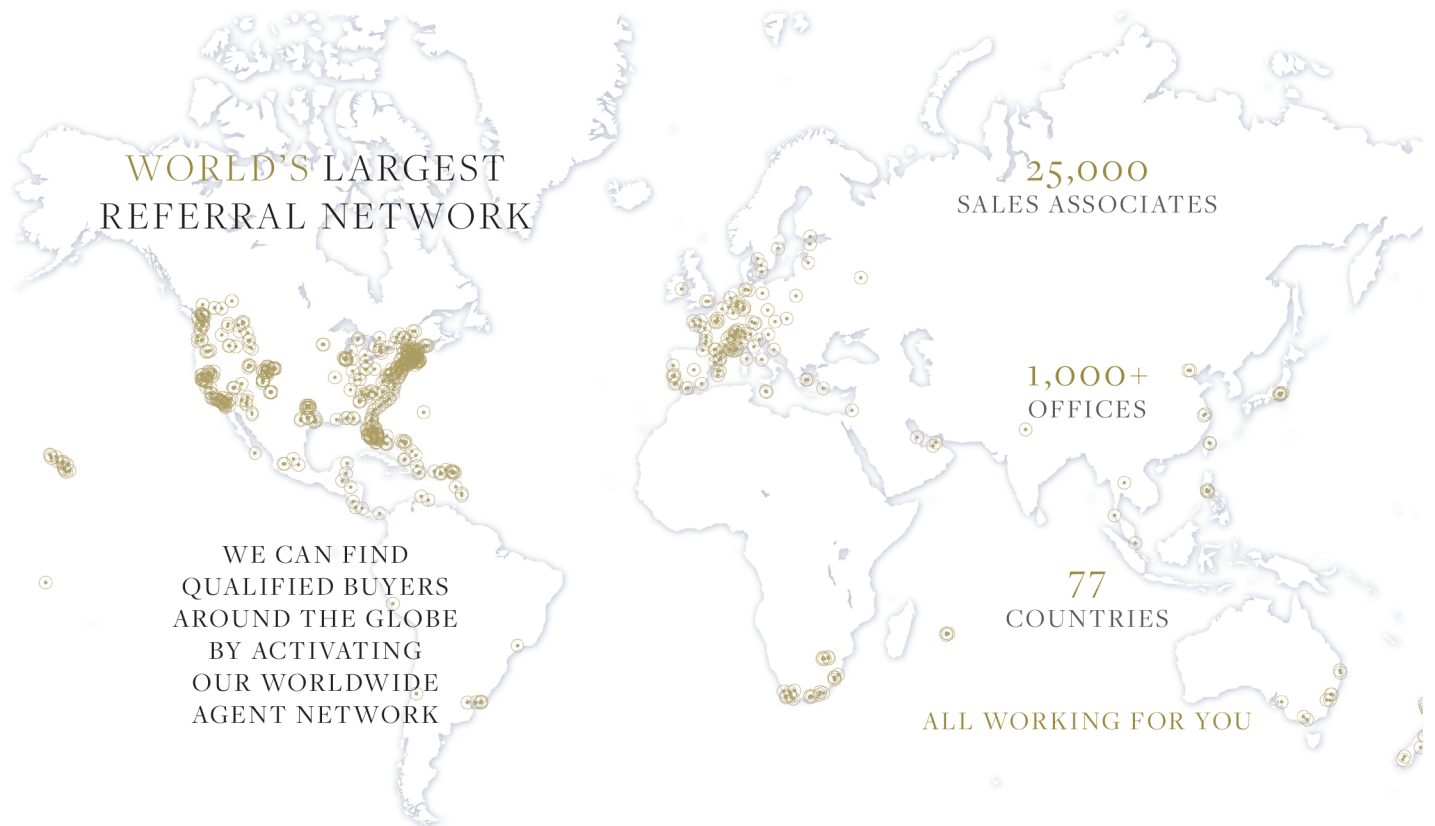 WORLD'S LARGEST
REFERRAL NETWORK
WE CAN FIND
QUALIFIED BUYERS
AROUND THE GLOBE
BY ACTIVATING
OUR WORLDWIDE
AGENT NETWORK
25,000
SALES ASSOCIATES
1,000+
OFFICES
77
COUNTRIES
ALL WORKING FOR YOU